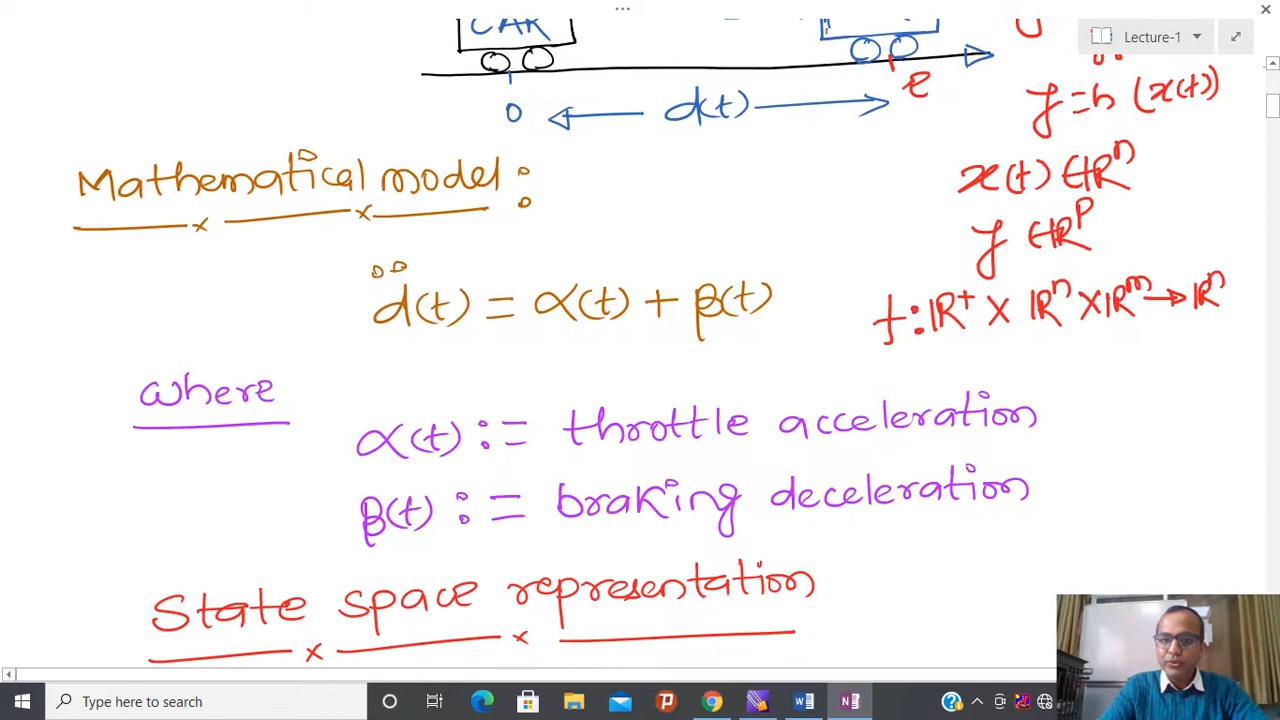 CAR
Lecture-1
0
d(t)
e
y = h (x(t))
Mathematical model:
x(t) ∈ ℝⁿ
y ∈ ℝᵖ
d̈(t) = α(t) + β(t)
f: ℝ⁺ × ℝⁿ × ℝᵐ → ℝⁿ
where
α(t) := throttle acceleration
β(t) := braking deceleration
State space representation
Type here to search